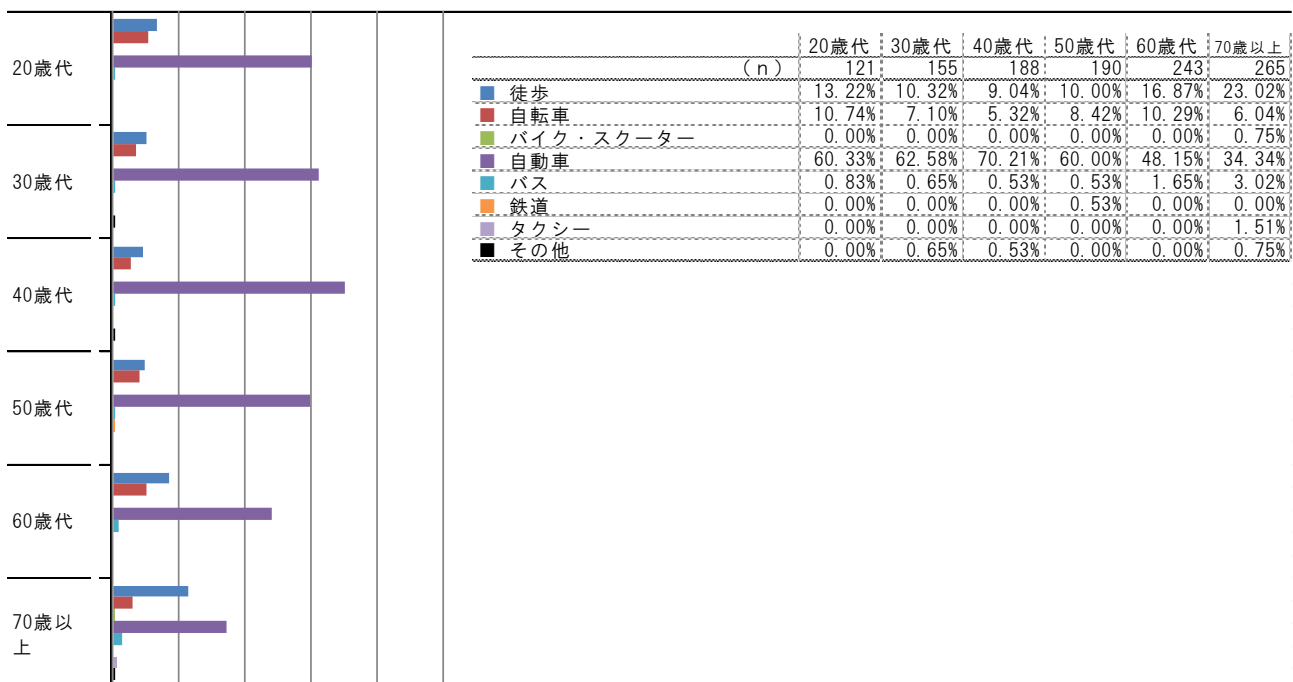 20歳代 30歳代 40歳代 50歳代 60歳代 70歳以上
(n) 121 155 188 190 243 265
徒歩 13.22% 10.32% 9.04% 10.00% 16.87% 23.02%
自転車 10.74% 7.10% 5.32% 8.42% 10.29% 6.04%
バイク・スクーター 0.00% 0.00% 0.00% 0.00% 0.00% 0.75%
自動車 60.33% 62.58% 70.21% 60.00% 48.15% 34.34%
バス 0.83% 0.65% 0.53% 0.53% 1.65% 3.02%
鉄道 0.00% 0.00% 0.00% 0.53% 0.00% 0.00%
タクシー 0.00% 0.00% 0.00% 0.00% 0.00% 1.51%
その他 0.00% 0.65% 0.53% 0.00% 0.00% 0.75%
20歳代
30歳代
40歳代
50歳代
60歳代
70歳以
上